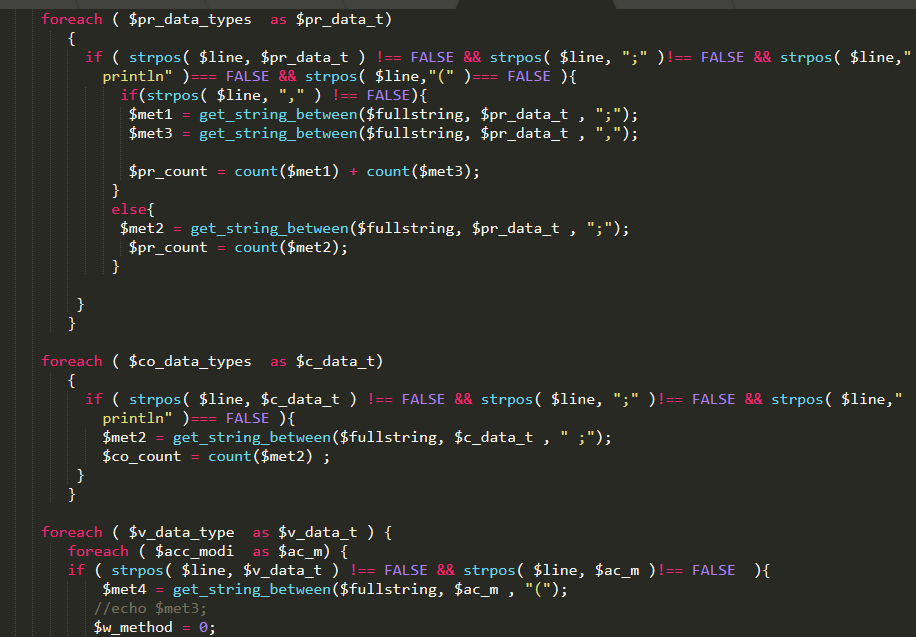 foreach ( $pr_data_types  as $pr_data_t)
{
if ( strpos( $line, $pr_data_t ) !== FALSE && strpos( $line, ";" )!== FALSE && strpos( $line,"
println" )=== FALSE && strpos( $line,"(" )=== FALSE ){
if(strpos( $line, "," ) !== FALSE){
$met1 = get_string_between($fullstring, $pr_data_t , ";");
$met3 = get_string_between($fullstring, $pr_data_t , ",");
$pr_count = count($met1) + count($met3);
}
else{
$met2 = get_string_between($fullstring, $pr_data_t , ";");
$pr_count = count($met2);
}
}
}
foreach ( $co_data_types  as $c_data_t)
{
if ( strpos( $line, $c_data_t ) !== FALSE && strpos( $line, ";" )!== FALSE && strpos( $line,"
println" )=== FALSE ){
$met2 = get_string_between($fullstring, $c_data_t , " ;");
$co_count = count($met2) ;
}
}
foreach ( $v_data_type  as $v_data_t ) {
foreach ( $acc_modi  as $ac_m) {
if ( strpos( $line, $v_data_t ) !== FALSE && strpos( $line, $ac_m )!== FALSE  ){
$met4 = get_string_between($fullstring, $ac_m , "(");
//echo $met3;
$w_method = 0;